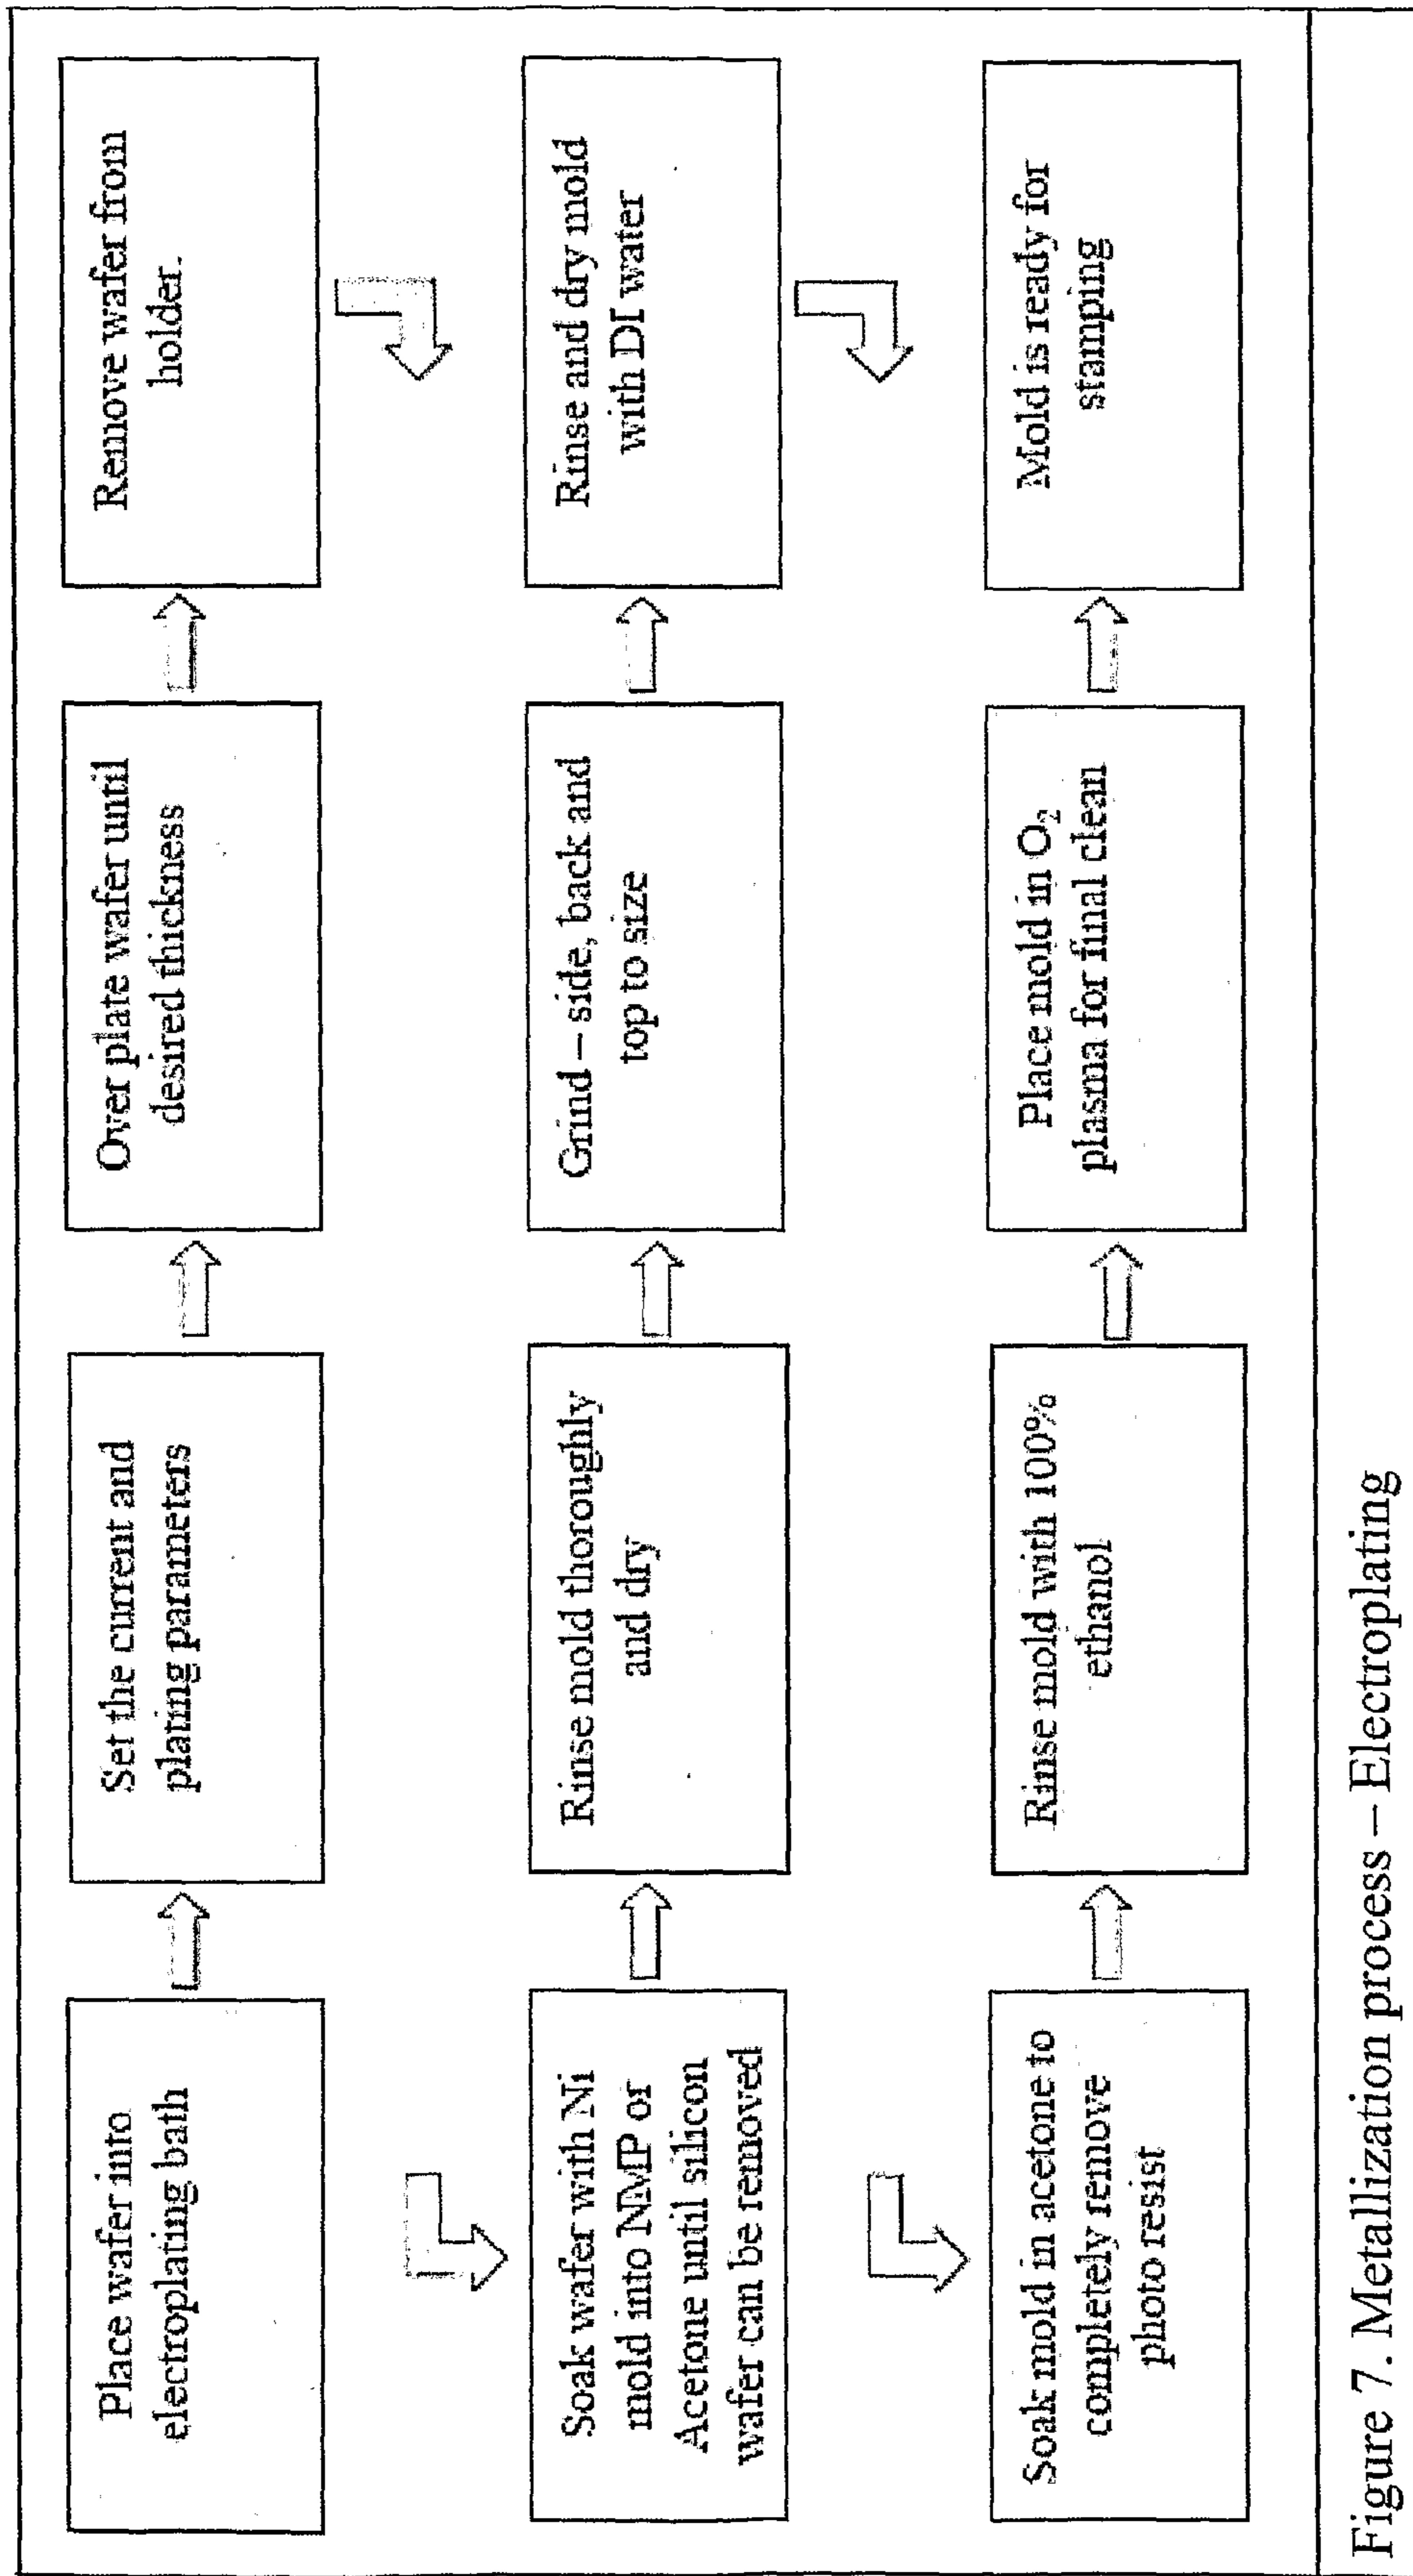 Place wafer into
electroplating bath
Set the current and
plating parameters
Over plate wafer until
desired thickness
Remove wafer from
holder.
Soak wafer with Ni
mold into NMP or
Acetone until silicon
wafer can be removed
Rinse mold thoroughly
and dry
Grind – side, back and
top to size
Rinse and dry mold
with DI water
Soak mold in acetone to
completely remove
photo resist
Rinse mold with 100%
ethanol
Place mold in O₂
plasma for final clean
Mold is ready for
stamping
Figure 7. Metallization process – Electroplating